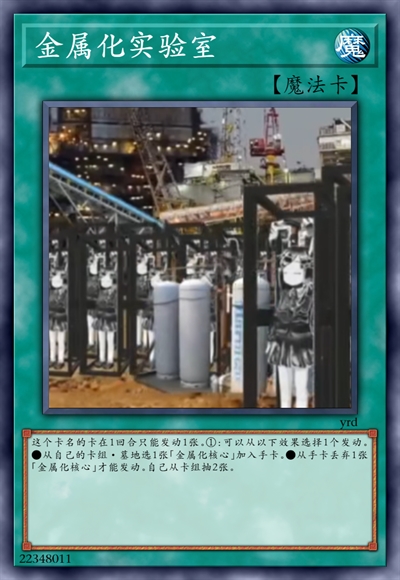 金属化实验室
魔
【魔法卡】
yrd
这个卡名的卡在1回合只能发动1张。①：可以从以下效果选择1个发动。
●从自己的卡组·墓地选1张「金属化核心」加入手卡。●从手卡丢弃1张
「金属化核心」才能发动。自己从卡组抽2张。
22348011